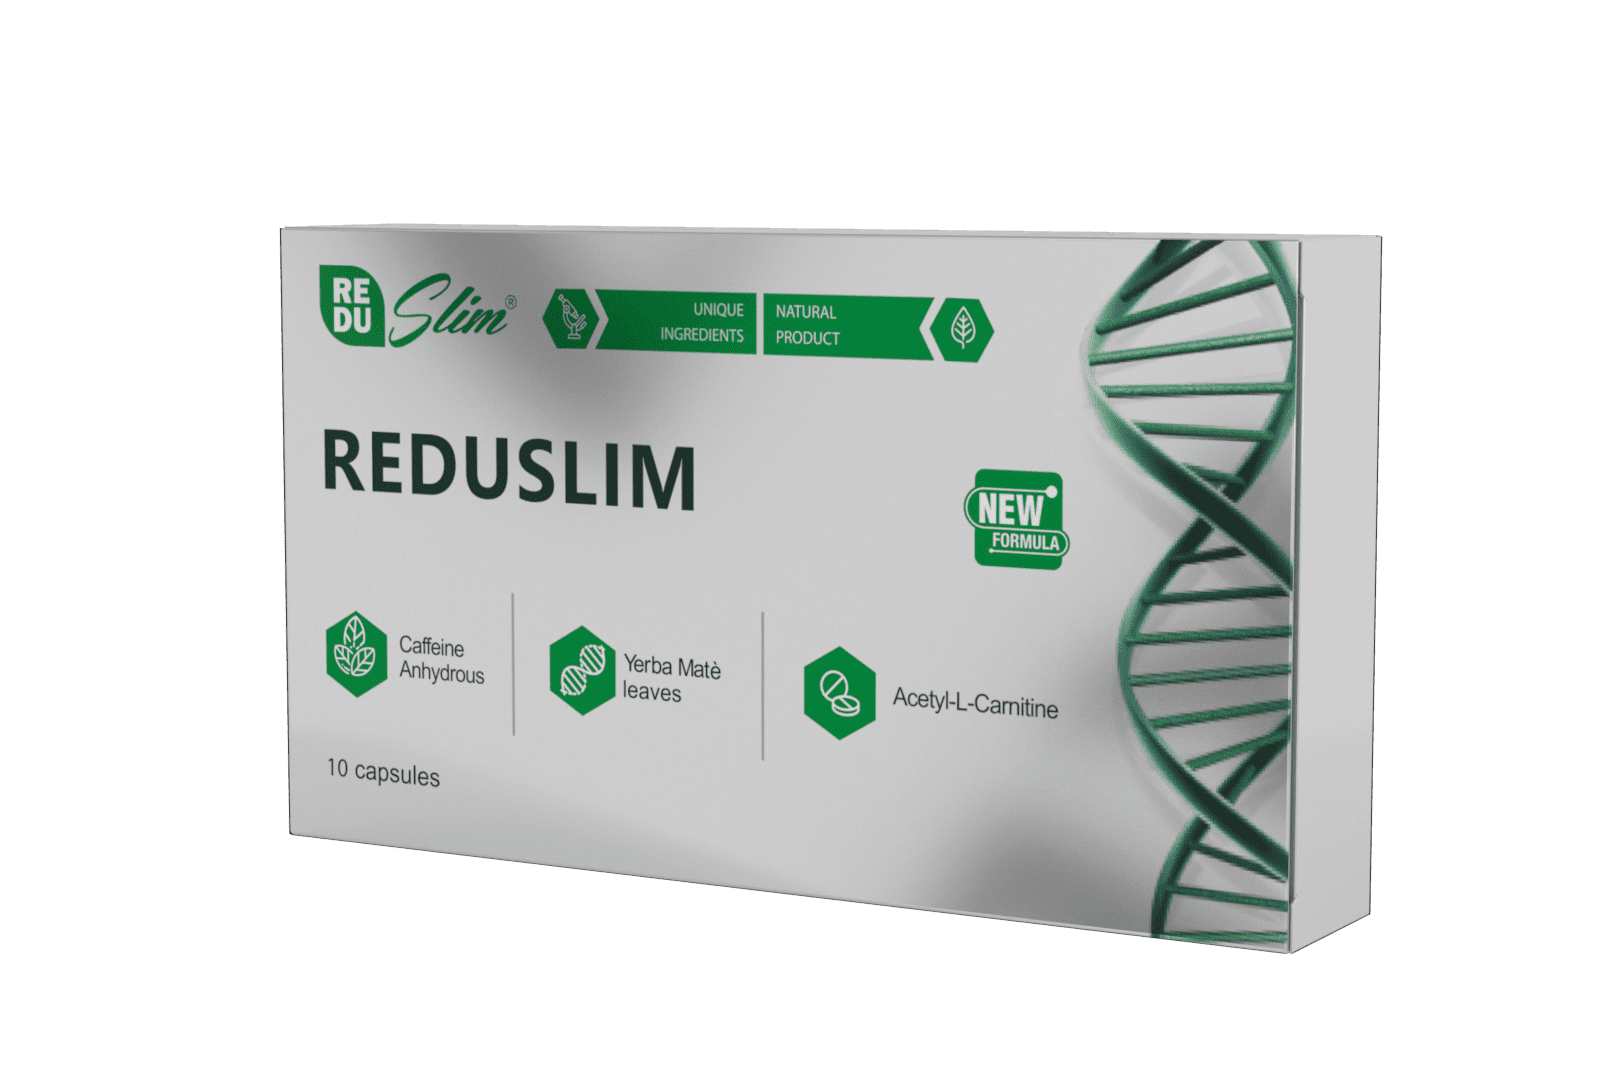 RE
DU
Slim®
UNIQUE
INGREDIENTS
NATURAL
PRODUCT
REDUSLIM
NEW
FORMULA
Caffeine
Anhydrous
Yerba Matè
leaves
Acetyl-L-Carnitine
10 capsules